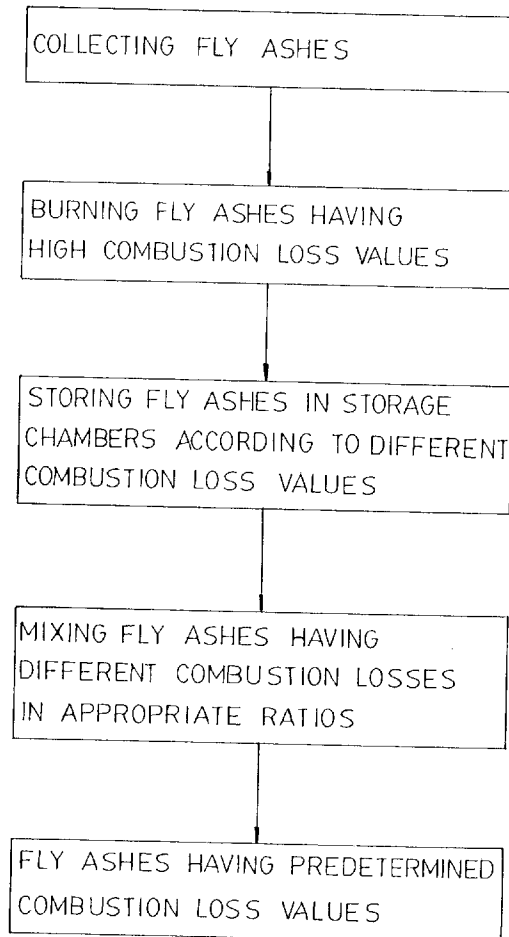 COLLECTING FLY ASHES
BURNING FLY ASHES HAVING
HIGH COMBUSTION LOSS VALUES
STORING FLY ASHES IN STORAGE
CHAMBERS ACCORDING TO DIFFERENT
COMBUSTION LOSS VALUES
MIXING FLY ASHES HAVING
DIFFERENT COMBUSTION LOSSES
IN APPROPRIATE RATIOS
FLY ASHES HAVING PREDETERMINED
COMBUSTION LOSS VALUES